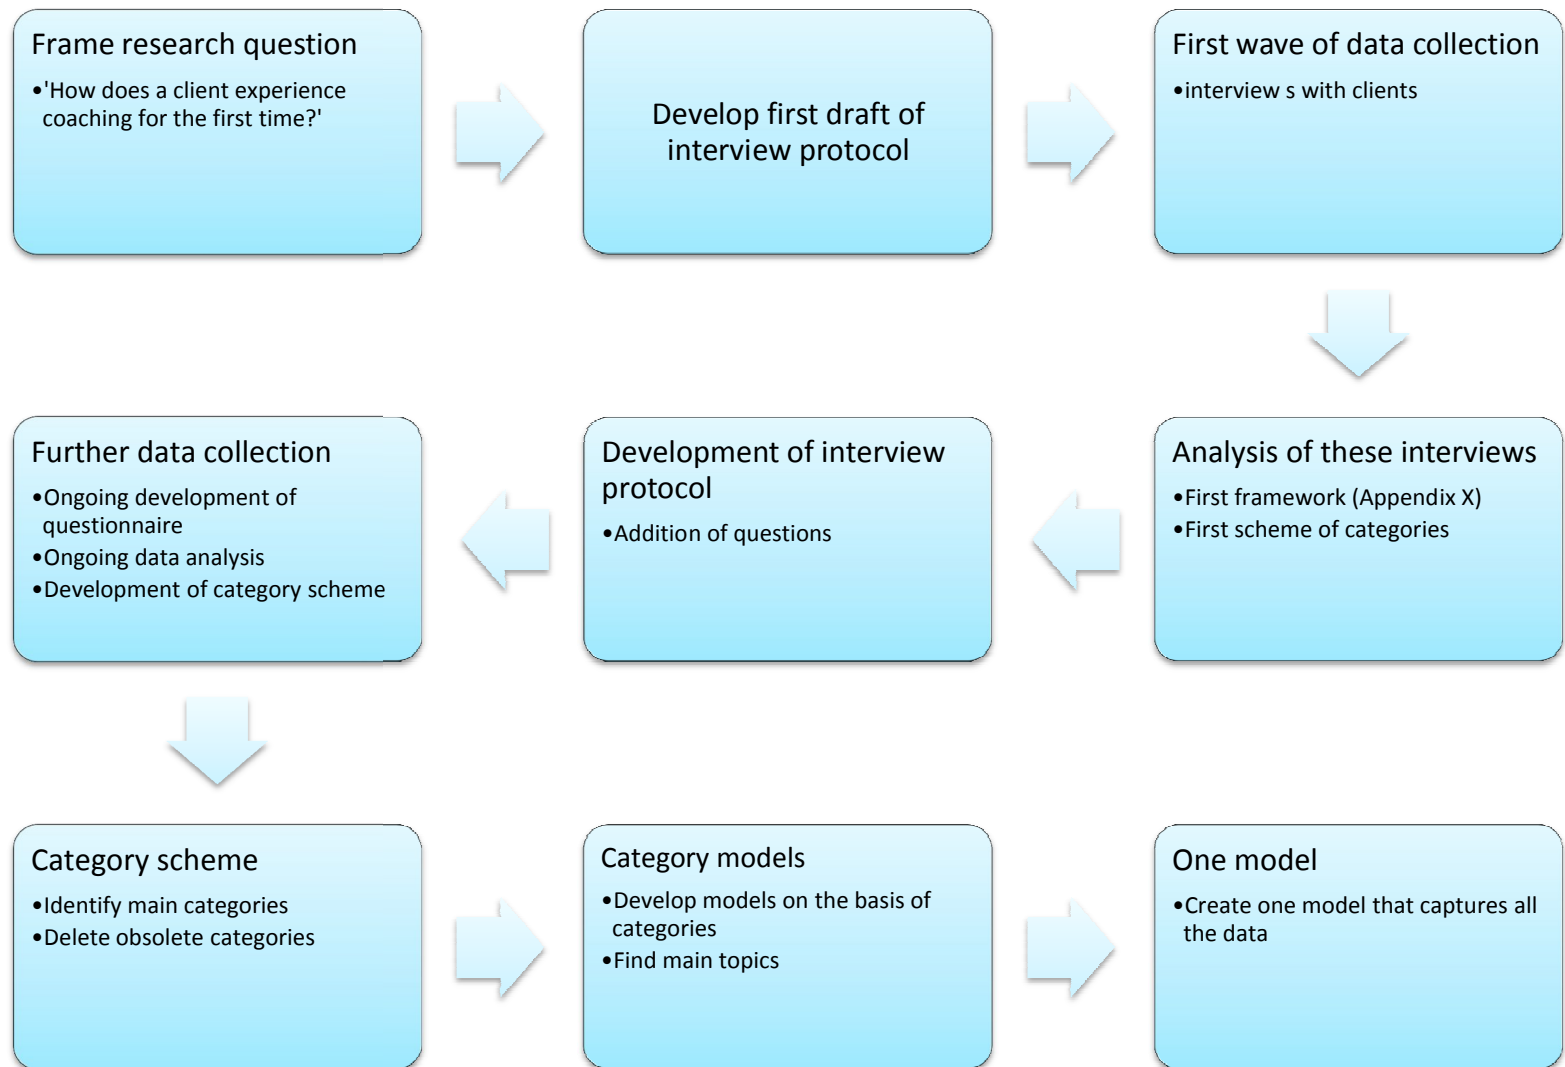 Frame research question
•'How does a client experience
coaching for the first time?'
Develop first draft of
interview protocol
First wave of data collection
•interview s with clients
Analysis of these interviews
•First framework (Appendix X)
•First scheme of categories
Development of interview
protocol
•Addition of questions
Further data collection
•Ongoing development of
questionnaire
•Ongoing data analysis
•Development of category scheme
Category scheme
•Identify main categories
•Delete obsolete categories
Category models
•Develop models on the basis of
categories
•Find main topics
One model
•Create one model that captures all
the data